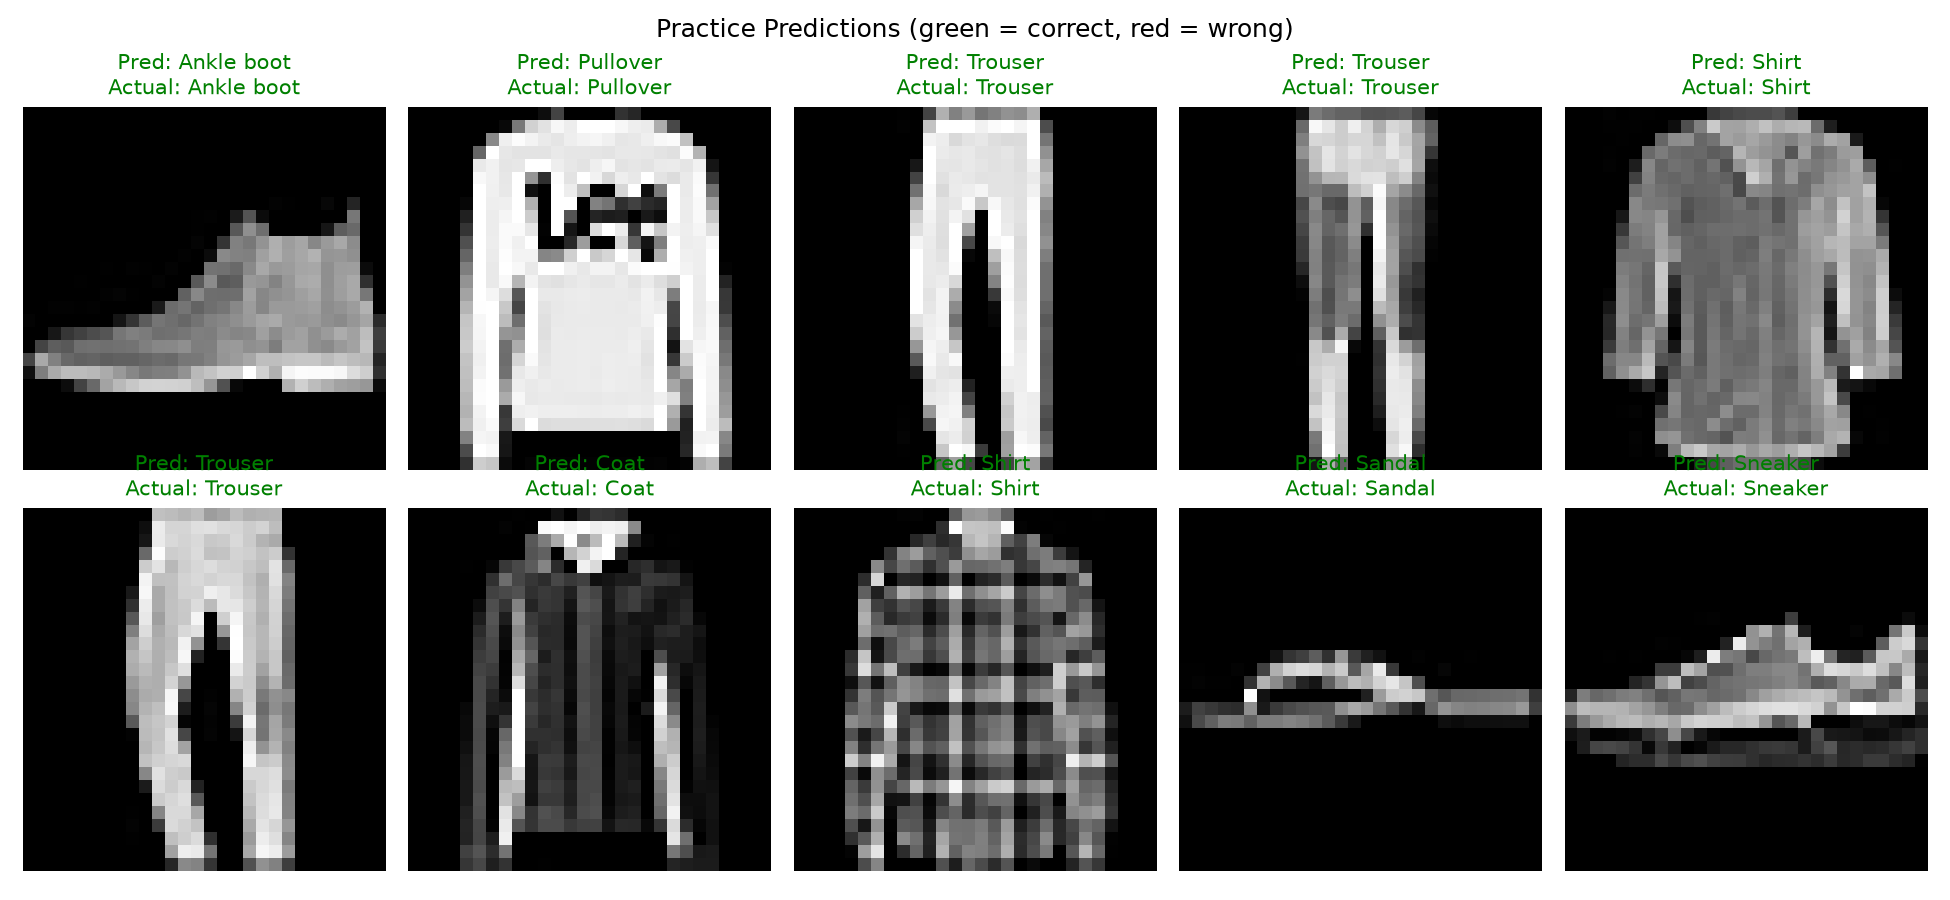 Practice Predictions (green = correct, red = wrong)
Pred: Ankle boot
Actual: Ankle boot
Pred: Pullover
Actual: Pullover
Pred: Trouser
Actual: Trouser
Pred: Trouser
Actual: Trouser
Pred: Shirt
Actual: Shirt
Pred: Trouser
Actual: Trouser
Pred: Coat
Actual: Coat
Pred: Shirt
Actual: Shirt
Pred: Sandal
Actual: Sandal
Pred: Sneaker
Actual: Sneaker